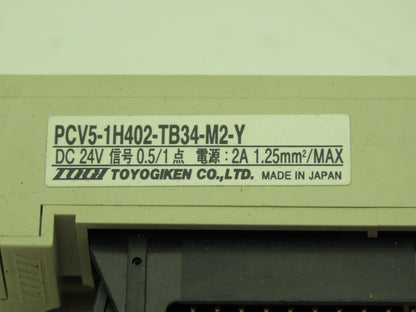 PCV5-1H402-TB34-M2-Y
DC 24V 信号 0.5/1点 電源：2A 1.25mm²/MAX
TOYOGIKEN CO.,LTD. MADE IN JAPAN